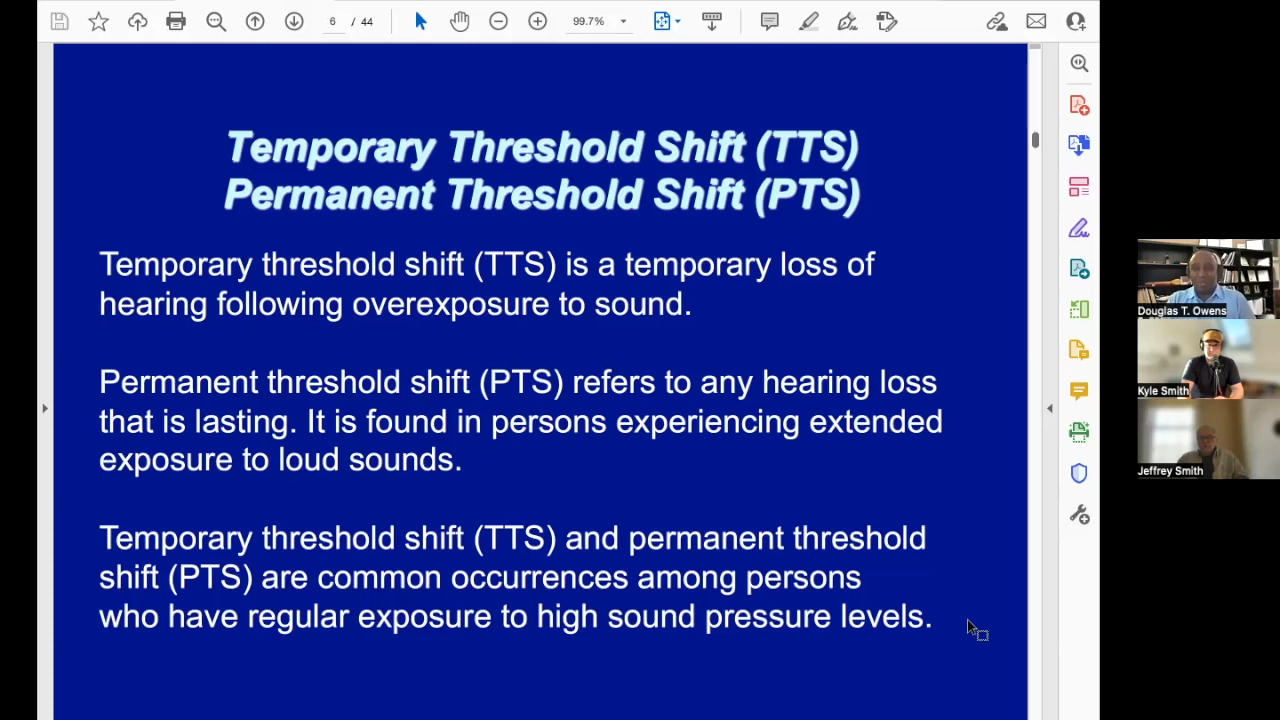 6 / 44
99.7%
Temporary Threshold Shift (TTS)
Permanent Threshold Shift (PTS)
Temporary threshold shift (TTS) is a temporary loss of
hearing following overexposure to sound.
Permanent threshold shift (PTS) refers to any hearing loss
that is lasting. It is found in persons experiencing extended
exposure to loud sounds.
Temporary threshold shift (TTS) and permanent threshold
shift (PTS) are common occurrences among persons
who have regular exposure to high sound pressure levels.
Douglas T. Owens
Kyle Smith
Jeffrey Smith